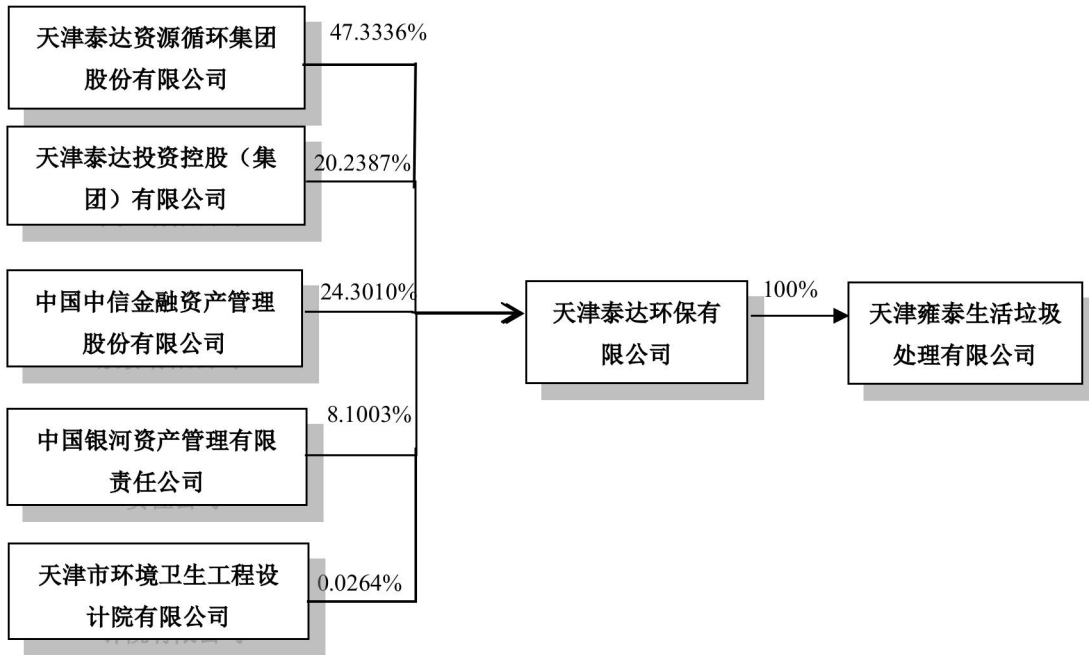 天津泰达资源循环集团
股份有限公司
47.3336%
天津泰达投资控股（集
团）有限公司
20.2387%
中国中信金融资产管理
股份有限公司
24.3010%
天津泰达环保有
限公司
100%
天津雍泰生活垃圾
处理有限公司
中国银河资产管理有限
责任公司
8.1003%
天津市环境卫生工程设
计院有限公司
0.0264%